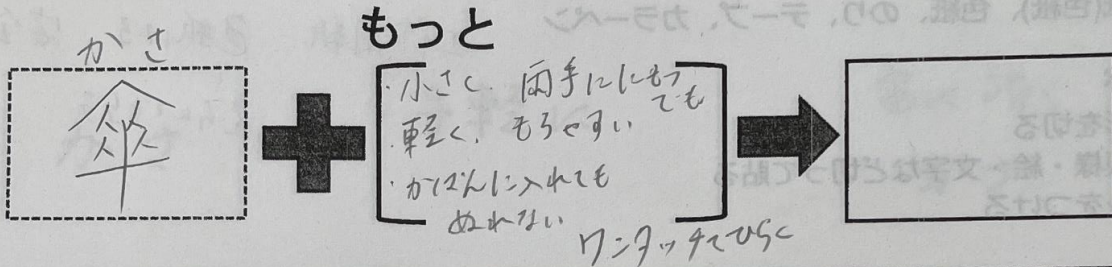 もっと
かさ
傘
・小さく、両手ににもつ
でも
・軽く、もちやすい
・かばんに入れても
ぬれない
ワンタッチでひらく